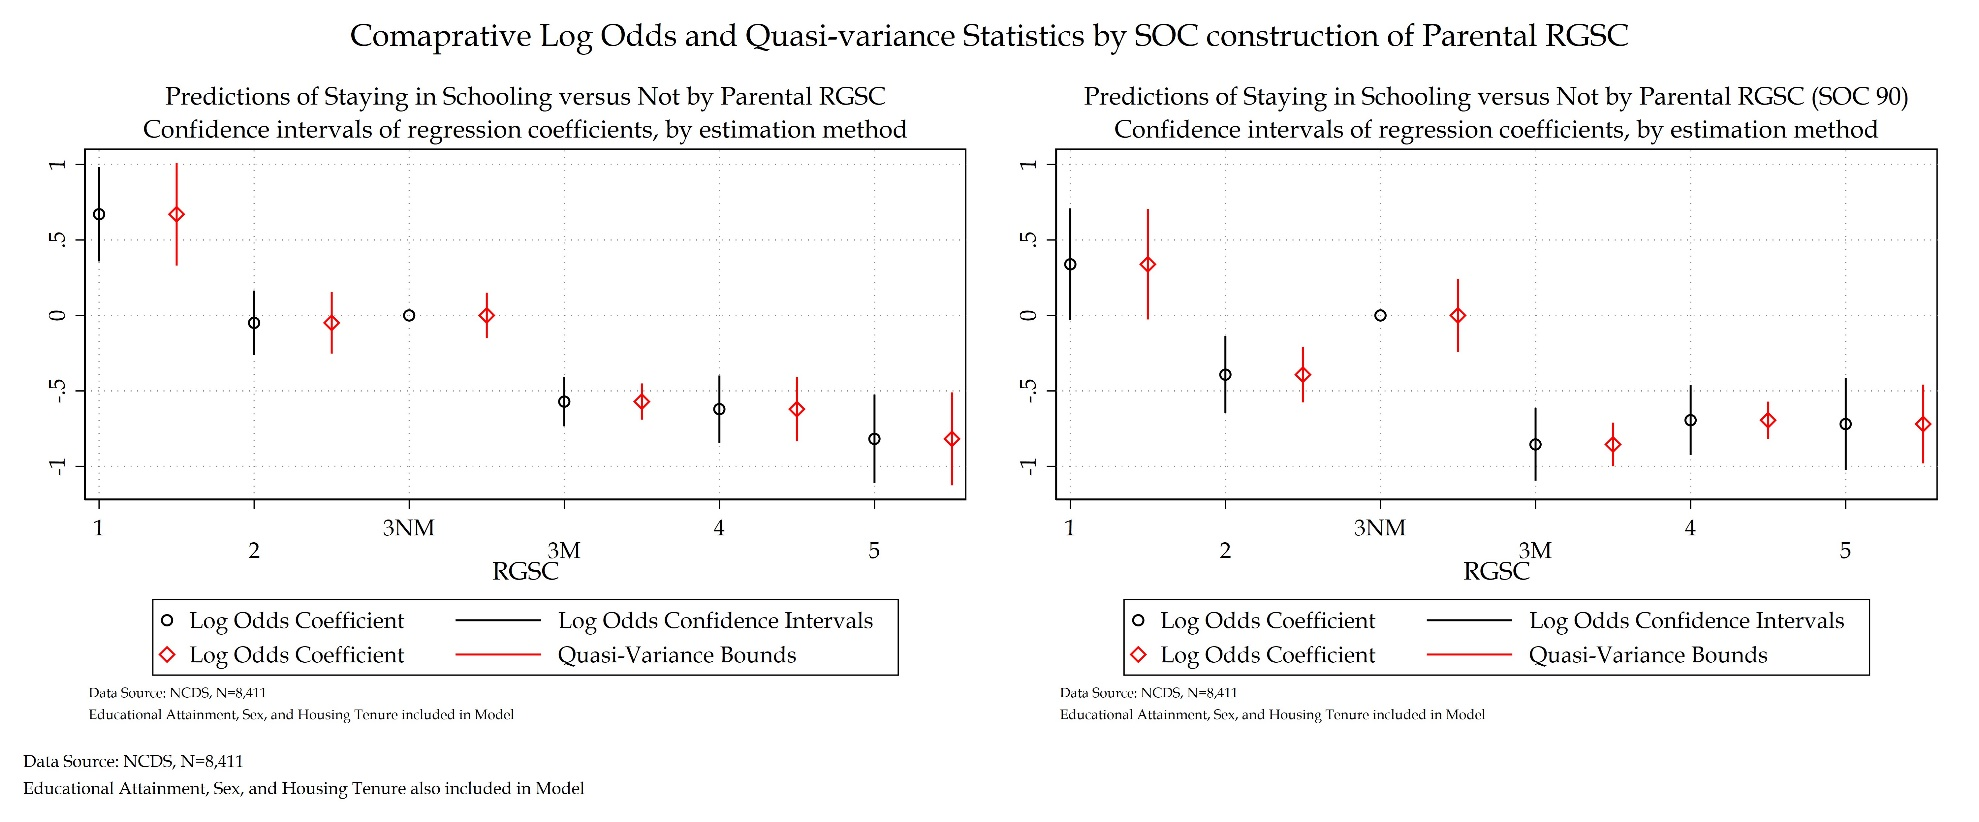 Comaprative Log Odds and Quasi-variance Statistics by SOC construction of Parental RGSC
Predictions of Staying in Schooling versus Not by Parental RGSC
Confidence intervals of regression coefficients, by estimation method
1
.5
0
-.5
-1
1
2
3NM
3M
4
5
RGSC
Log Odds Coefficient
Log Odds Confidence Intervals
Log Odds Coefficient
Quasi-Variance Bounds
Data Source: NCDS, N=8,411
Educational Attainment, Sex, and Housing Tenure included in Model
Predictions of Staying in Schooling versus Not by Parental RGSC (SOC 90)
Confidence intervals of regression coefficients, by estimation method
1
.5
0
-.5
-1
1
2
3NM
3M
4
5
RGSC
Log Odds Coefficient
Log Odds Confidence Intervals
Log Odds Coefficient
Quasi-Variance Bounds
Data Source: NCDS, N=8,411
Educational Attainment, Sex, and Housing Tenure included in Model
Data Source: NCDS, N=8,411
Educational Attainment, Sex, and Housing Tenure also included in Model